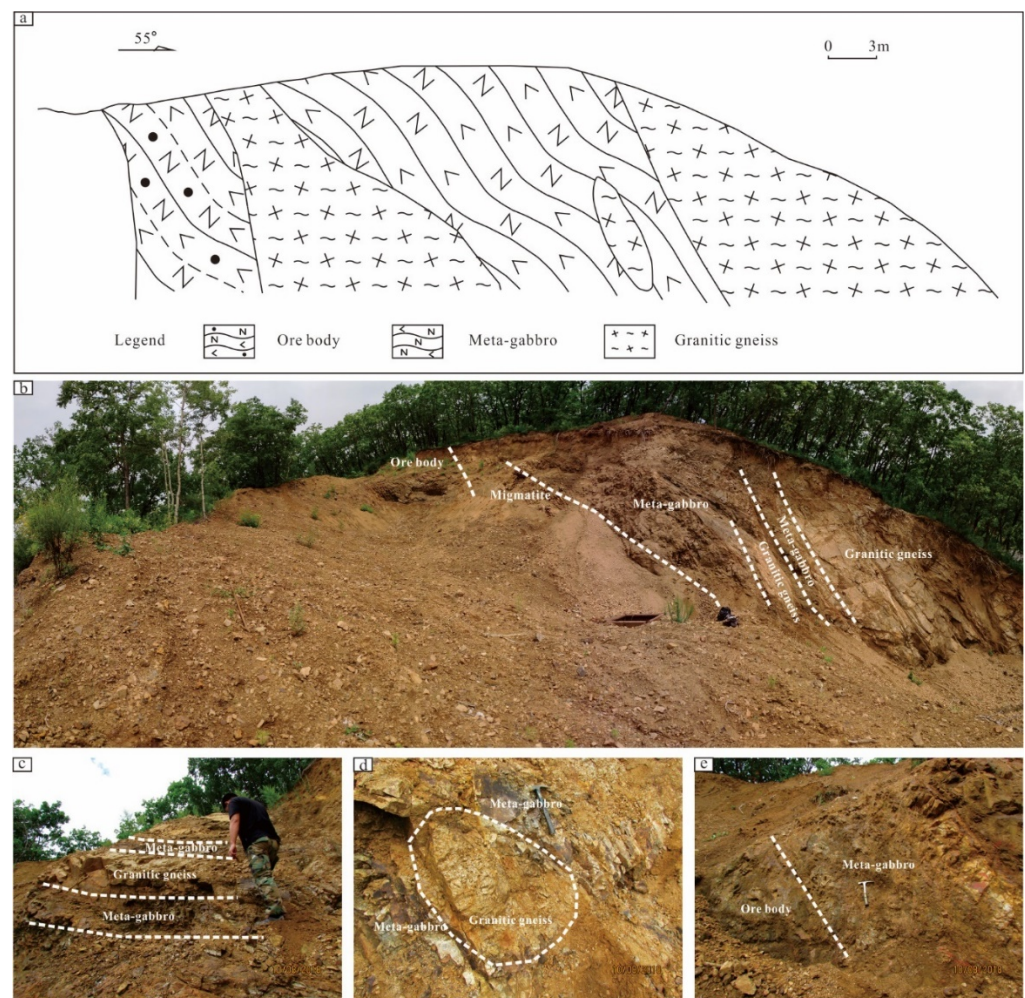 a
55°
0 3m
Legend
Ore body
Meta-gabbro
Granitic gneiss
b
Ore body
Migmatite
Meta-gabbro
Granitic gneiss
Meta-gabbro
Granitic gneiss
c
Meta-gabbro
Granitic gneiss
Meta-gabbro
d
Meta-gabbro
Granitic gneiss
Meta-gabbro
e
Meta-gabbro
Ore body